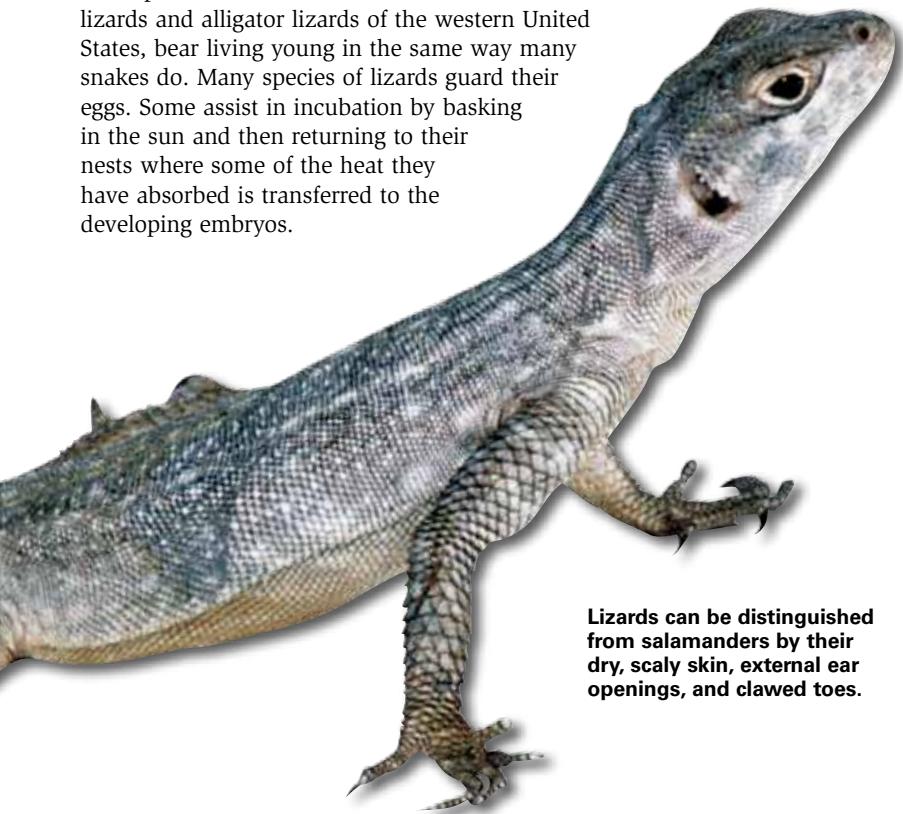 lizards and alligator lizards of the western United
States, bear living young in the same way many
snakes do. Many species of lizards guard their
eggs. Some assist in incubation by basking
in the sun and then returning to their
nests where some of the heat they
have absorbed is transferred to the
developing embryos.
Lizards can be distinguished
from salamanders by their
dry, scaly skin, external ear
openings, and clawed toes.